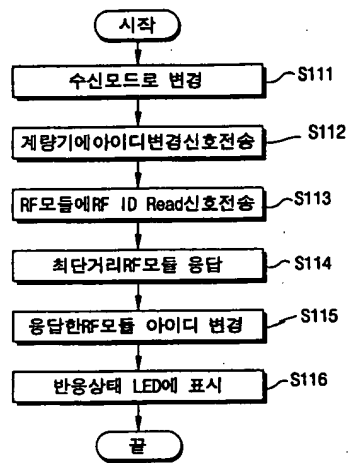 시작
수신모드로 변경
S111
계량기에아이디변경신호전송
S112
RF모듈에RF ID Read신호전송
S113
최단거리RF모듈 응답
S114
응답한RF모듈 아이디 변경
S115
반응상태 LED에 표시
S116
끝